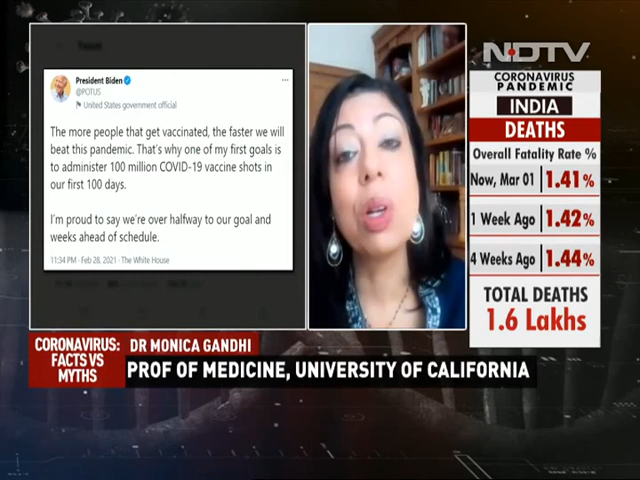 President Biden
@POTUS
United States government official
The more people that get vaccinated, the faster we will
beat this pandemic. That's why one of my first goals is
to administer 100 million COVID-19 vaccine shots in
our first 100 days.
I'm proud to say we're over halfway to our goal and
weeks ahead of schedule.
11:34 PM · Feb 28, 2021 · The White House
NDTV
CORONAVIRUS
PANDEMIC
INDIA
DEATHS
Overall Fatality Rate %
Now, Mar 01 1.41%
1 Week Ago 1.42%
4 Weeks Ago 1.44%
TOTAL DEATHS
1.6 Lakhs
CORONAVIRUS:
FACTS VS
MYTHS
DR MONICA GANDHI
PROF OF MEDICINE, UNIVERSITY OF CALIFORNIA